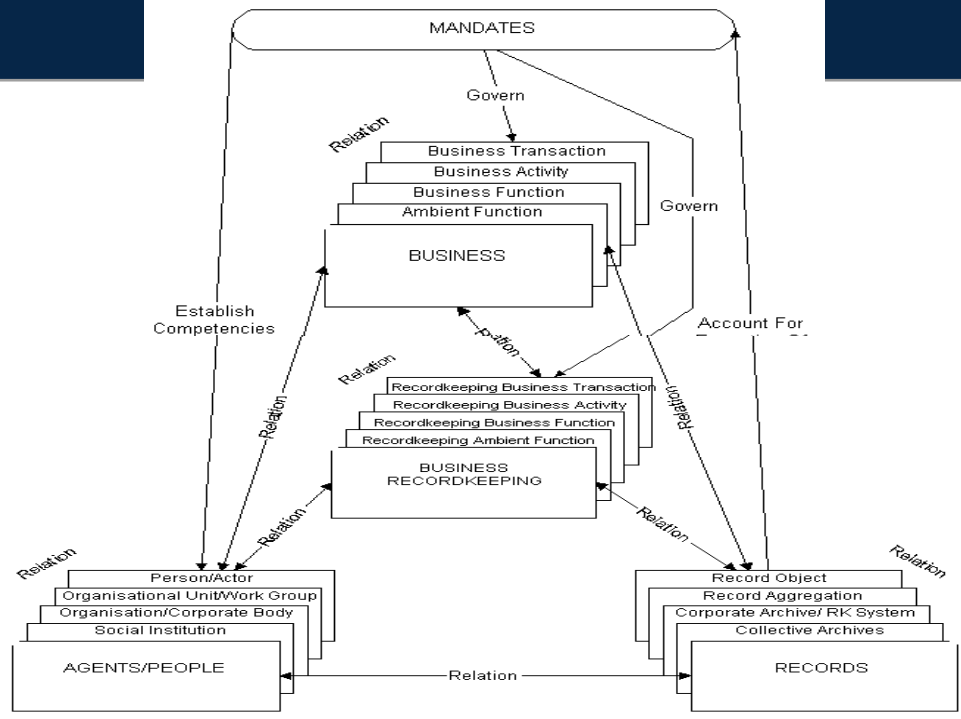 MANDATES
Govern
Relation
Business Transaction
Business Activity
Business Function
Ambient Function
BUSINESS
Govern
Establish
Competencies
Account For
Relation
Relation
Recordkeeping Business Transaction
Recordkeeping Business Activity
Recordkeeping Business Function
Recordkeeping Ambient Function
BUSINESS
RECORDKEEPING
Relation
Relation
Relation
Relation
Relation
Person/Actor
Organisational Unit/Work Group
Organisation/Corporate Body
Social Institution
AGENTS/PEOPLE
Relation
Record Object
Record Aggregation
Corporate Archive/ RK System
Collective Archives
RECORDS
Relation